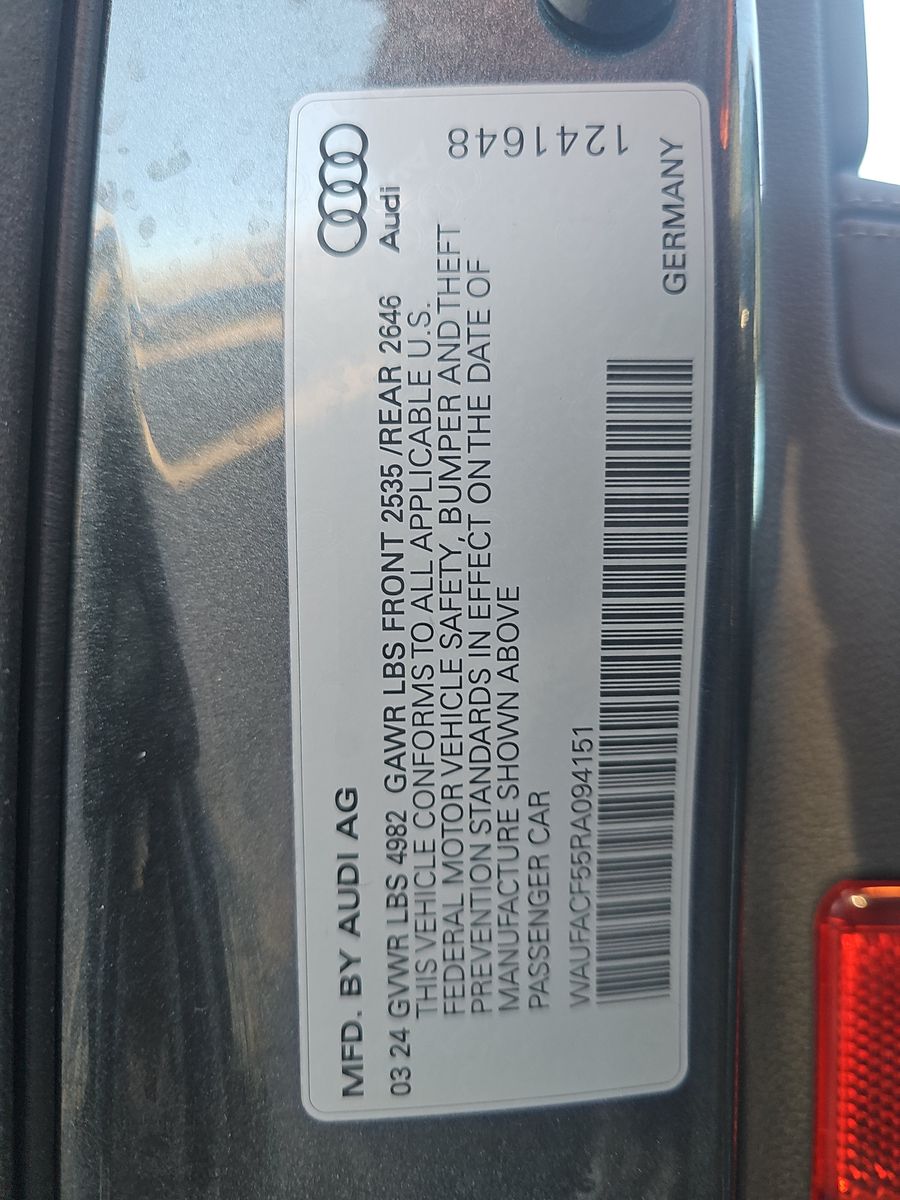 MFD. BY AUDI AG
Audi
03 24 GVWR LBS 4982 GAWR LBS FRONT 2535 /REAR 2646
THIS VEHICLE CONFORMS TO ALL APPLICABLE U.S.
FEDERAL MOTOR VEHICLE SAFETY, BUMPER AND THEFT
PREVENTION STANDARDS IN EFFECT ON THE DATE OF
MANUFACTURE SHOWN ABOVE
PASSENGER CAR
WAUFACF55RA094151
1241648
GERMANY